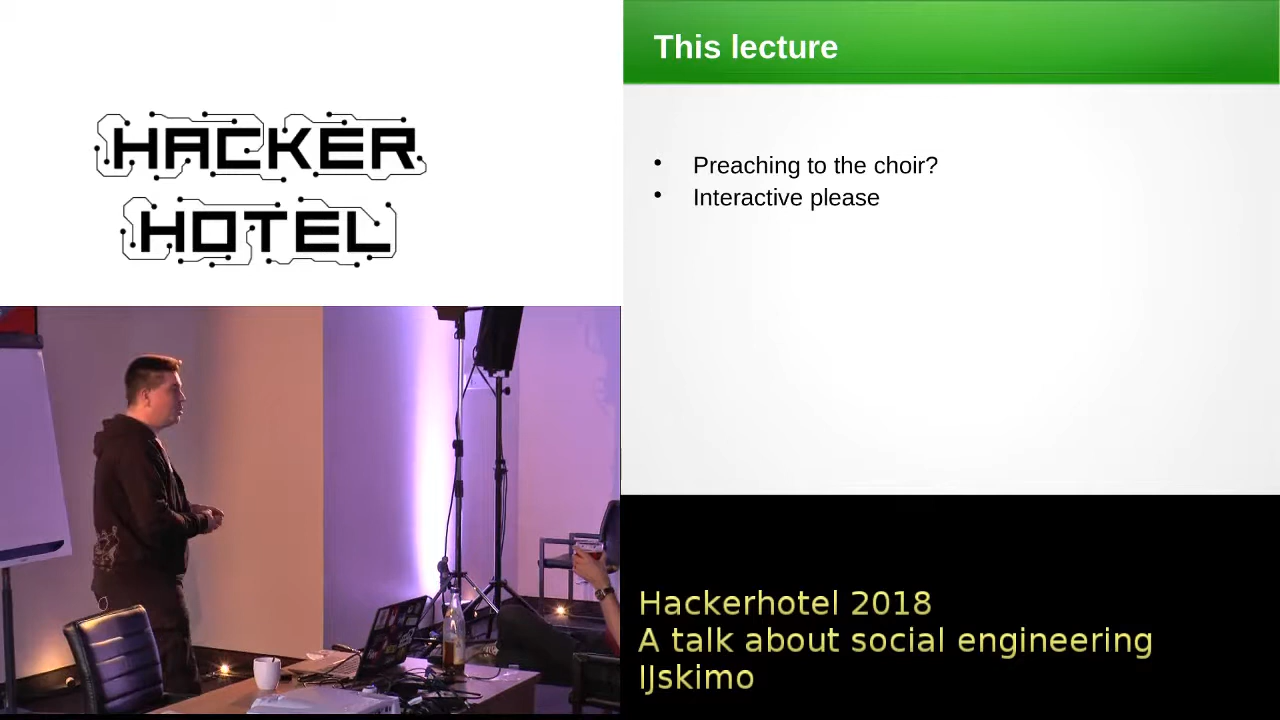 HACKER
HOTEL
This lecture
• Preaching to the choir?
• Interactive please
Hackerhotel 2018
A talk about social engineering
IJskimo